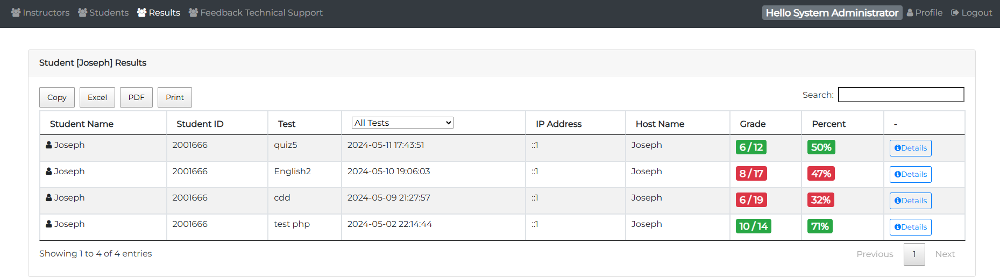 Instructors Students Results Feedback Technical Support Hello System Administrator Profile Logout
Student [Joseph] Results
Copy Excel PDF Print Search:
Student Name Student ID Test All Tests IP Address Host Name Grade Percent -
Joseph 2001666 quiz5 2024-05-11 17:43:51 ::1 Joseph 6 / 12 50% Details
Joseph 2001666 English2 2024-05-10 19:06:03 ::1 Joseph 8 / 17 47% Details
Joseph 2001666 cdd 2024-05-09 21:27:57 ::1 Joseph 6 / 19 32% Details
Joseph 2001666 test php 2024-05-02 22:14:44 ::1 Joseph 10 / 14 71% Details
Showing 1 to 4 of 4 entries Previous 1 Next